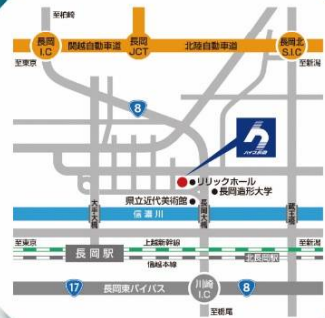 至柏崎
長岡
I.C
関越自動車道
長岡
JCT
北陸自動車道
長岡北
S.I.C
至東京
至新潟
8
ハイブ長岡
リリックホール
長岡造形大学
県立近代美術館
大手大橋
長岡大橋
蔵王橋
信濃川
至東京
上越新幹線
至新潟
長岡駅
信越本線
北長岡駅
17
長岡東バイパス
川崎
I.C
8
至栃尾